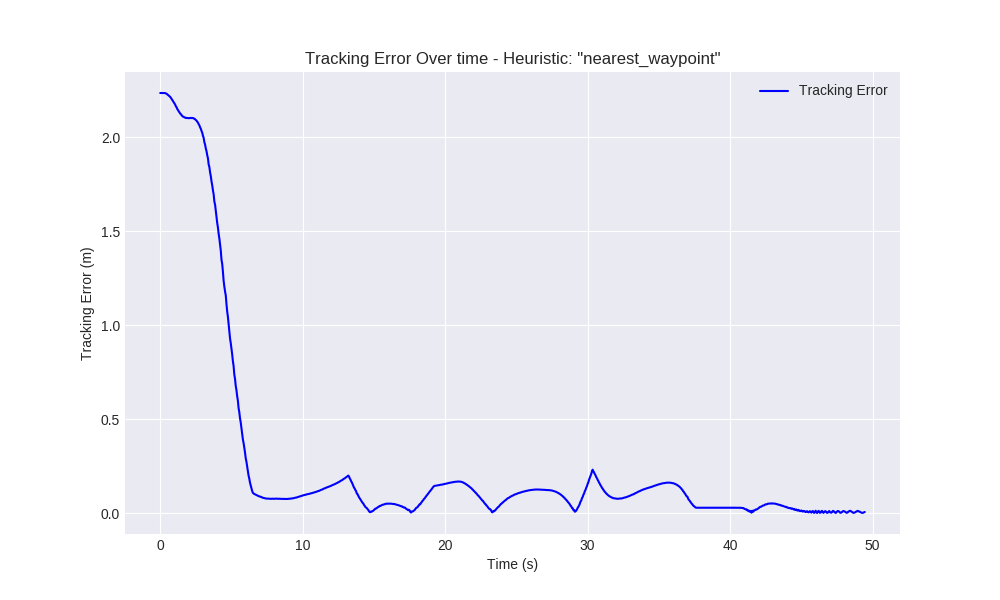 Tracking Error Over time - Heuristic: "nearest_waypoint"
Tracking Error
2.0
1.5
1.0
0.5
0.0
Tracking Error (m)
0 10 20 30 40 50
Time (s)